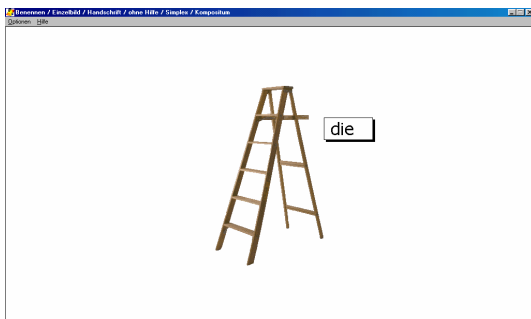 Benennen / Einzelbild / Handschrift / ohne Hilfe / Simplex / Kompositum
Optionen Hilfe
die